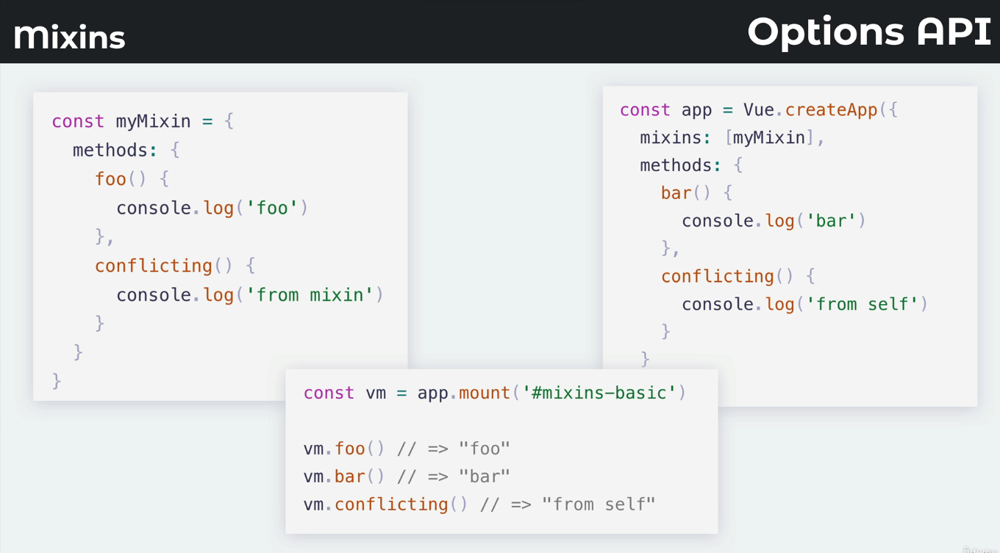 mixins
Options API
const myMixin = {
  methods: {
    foo() {
      console.log('foo')
    },
    conflicting() {
      console.log('from mixin')
    }
  }
}
const app = Vue.createApp({
  mixins: [myMixin],
  methods: {
    bar() {
      console.log('bar')
    },
    conflicting() {
      console.log('from self')
    }
  }
const vm = app.mount('#mixins-basic')
vm.foo() // => "foo"
vm.bar() // => "bar"
vm.conflicting() // => "from self"